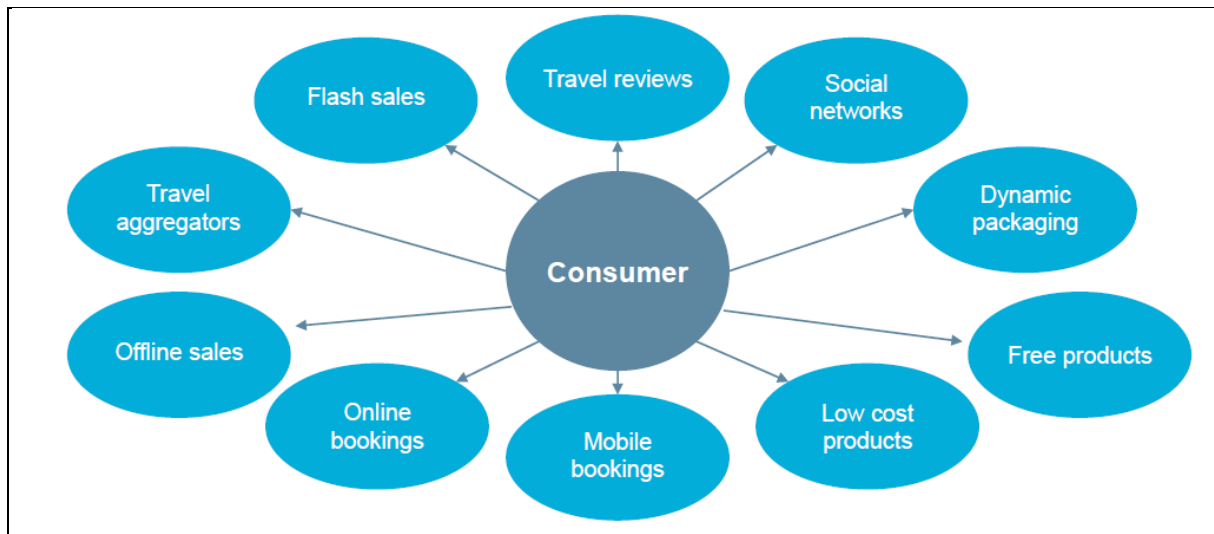 Travel reviews
Flash sales
Social
networks
Travel
aggregators
Dynamic
packaging
Consumer
Offline sales
Free products
Online
bookings
Low cost
products
Mobile
bookings